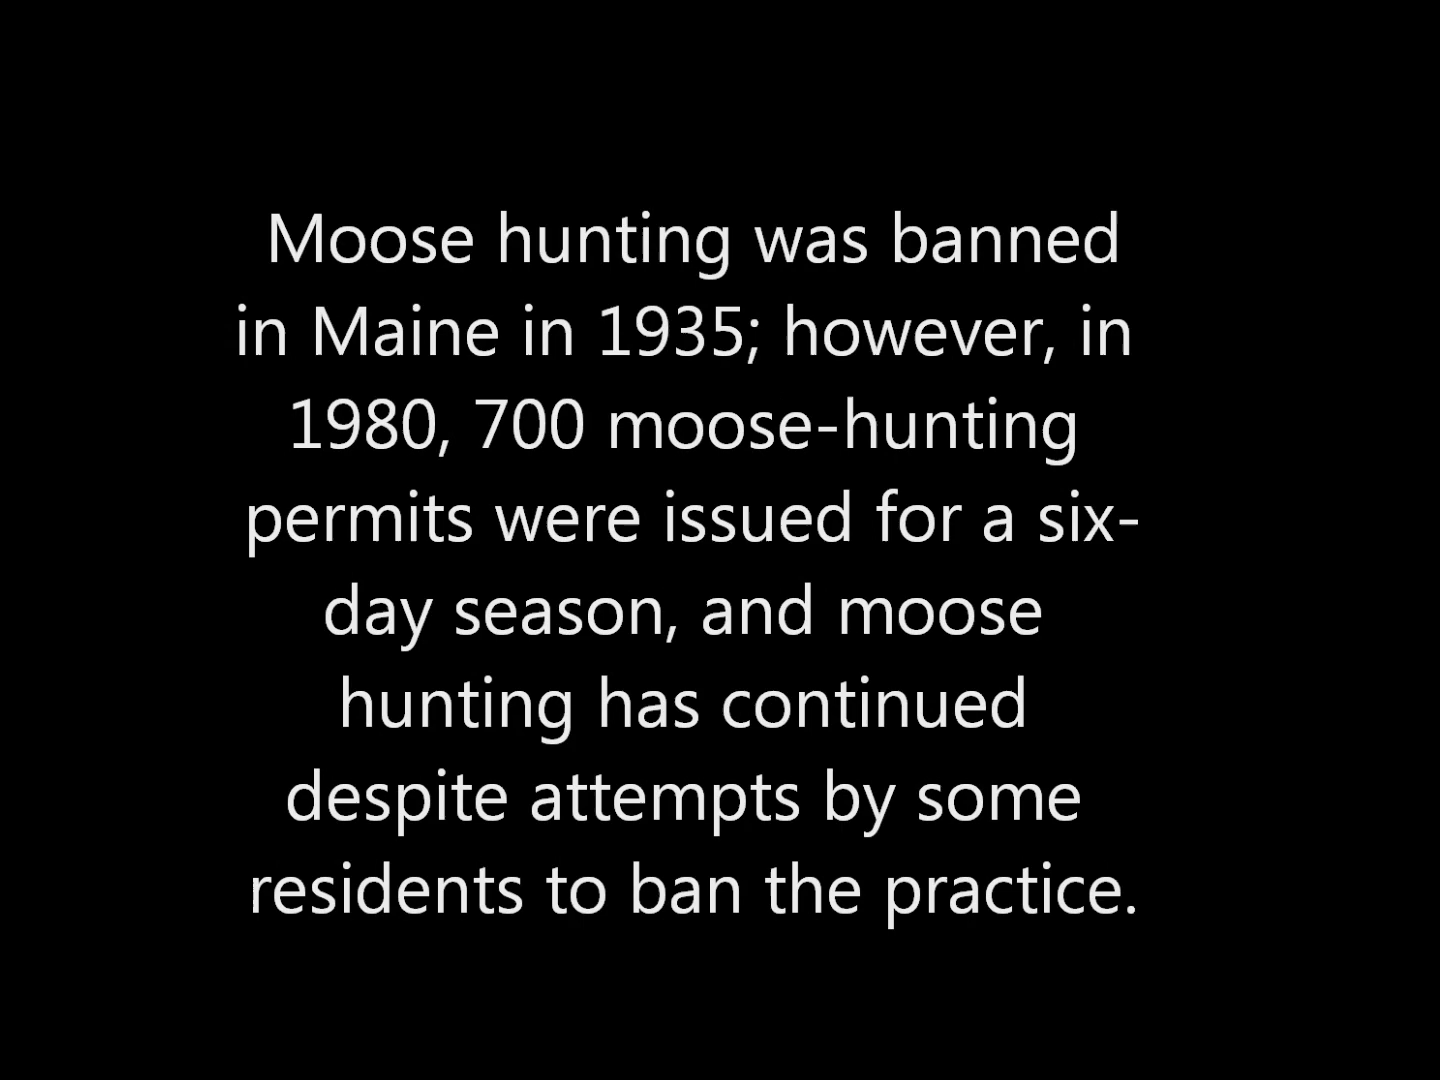 Moose hunting was banned
in Maine in 1935; however, in
1980, 700 moose-hunting
permits were issued for a six-
day season, and moose
hunting has continued
despite attempts by some
residents to ban the practice.